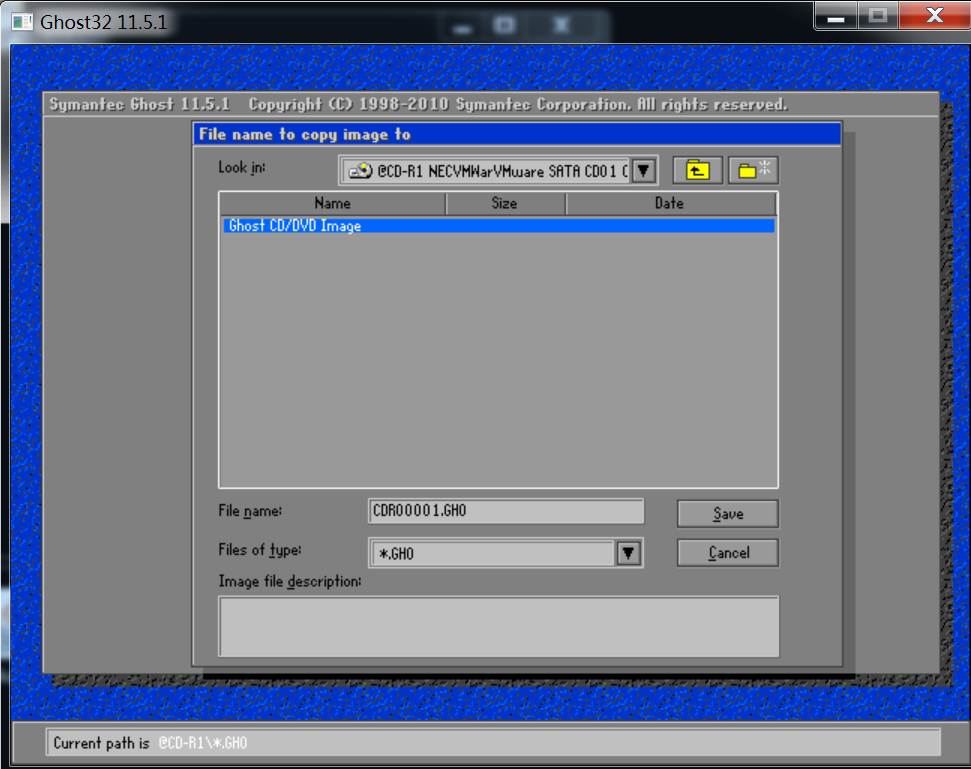 Ghost32 11.5.1
Symantec Ghost 11.5.1 Copyright (C) 1998-2010 Symantec Corporation. All rights reserved.
File name to copy image to
Look in: @CD-R1 NECVMWarVMware SATA CD01 C
Name Size Date
Ghost CD/DVD Image
File name: CDR00001.GHO Save
Files of type: *.GHO Cancel
Image file description:
Current path is @CD-R1\*.GHO